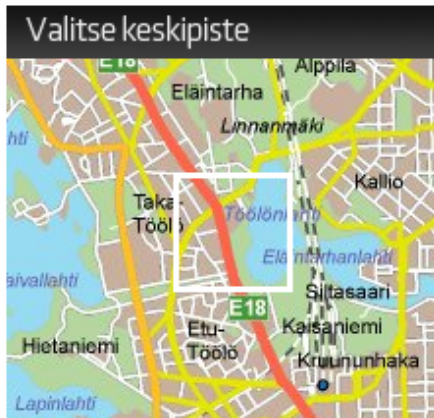 Valitse keskipiste
E18
Alppila
Eläintarha
Linnanmäki
Kallio
Taka-
Töölö
Töölönlahti
Eläintarhanlahti
Siltasaari
E18
Kaisaniemi
Etu-
Töölö
Hietaniemi
Kruununhaka
Lapinlahti